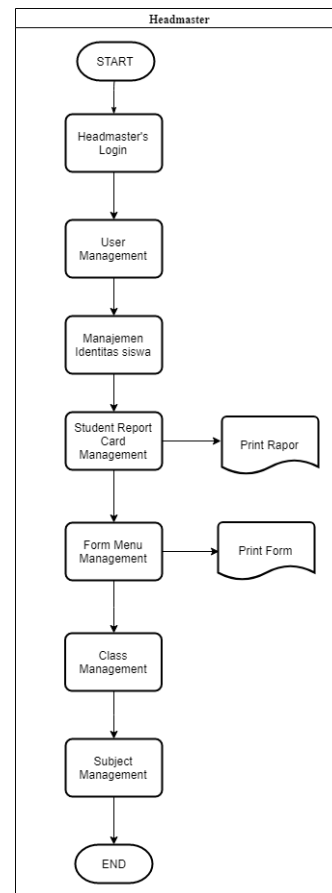 Headmaster
START
Headmaster's
Login
User
Management
Manajemen
Identitas siswa
Student Report
Card
Management
Print Rapor
Form Menu
Management
Print Form
Class
Management
Subject
Management
END